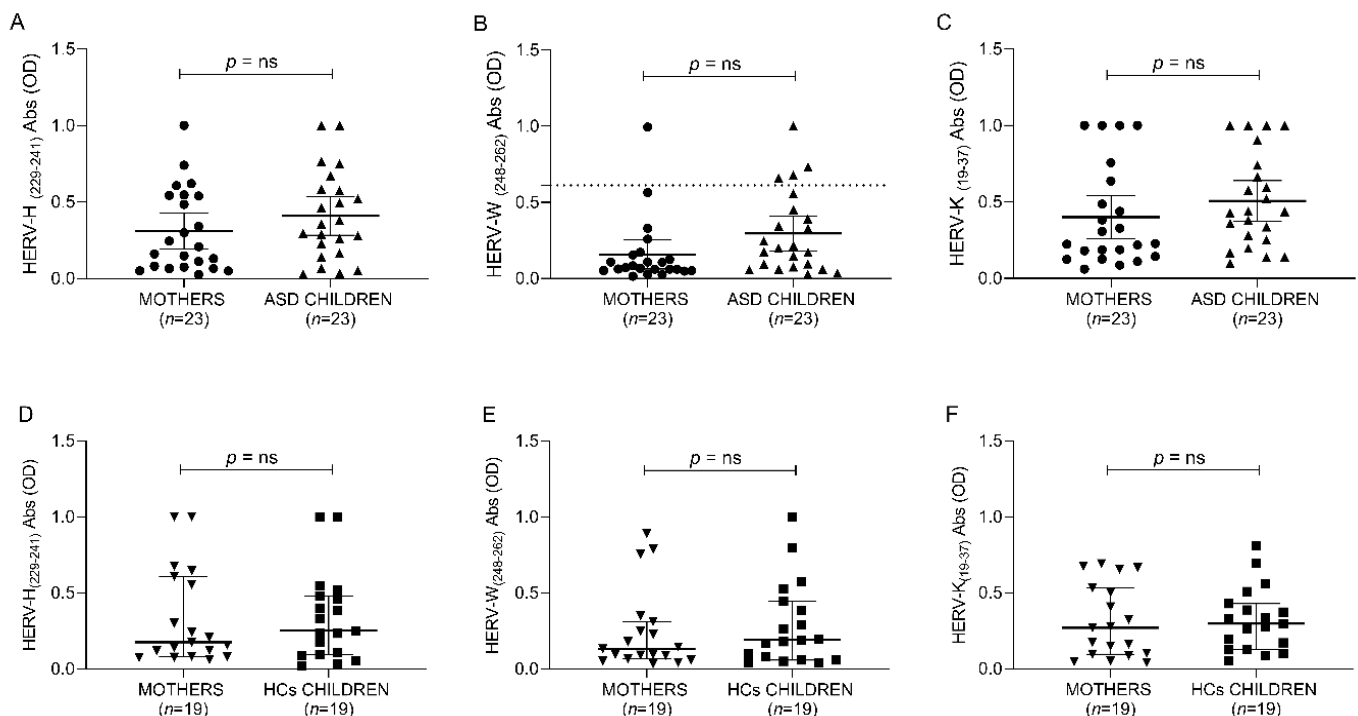 A
HERV-H (229-241) Abs (OD)
1.5
1.0
0.5
0.0
p = ns
MOTHERS
(n=23)
ASD CHILDREN
(n=23)
B
HERV-W (248-262) Abs (OD)
1.5
1.0
0.5
0.0
p = ns
MOTHERS
(n=23)
ASD CHILDREN
(n=23)
C
HERV-K (19-37) Abs (OD)
1.5
1.0
0.5
0.0
p = ns
MOTHERS
(n=23)
ASD CHILDREN
(n=23)
D
HERV-H(229-241) Abs (OD)
1.5
1.0
0.5
0.0
p = ns
MOTHERS
(n=19)
HCs CHILDREN
(n=19)
E
HERV-W(248-262) Abs (OD)
1.5
1.0
0.5
0.0
p = ns
MOTHERS
(n=19)
HCs CHILDREN
(n=19)
F
HERV-K(19-37) Abs (OD)
1.5
1.0
0.5
0.0
p = ns
MOTHERS
(n=19)
HCs CHILDREN
(n=19)